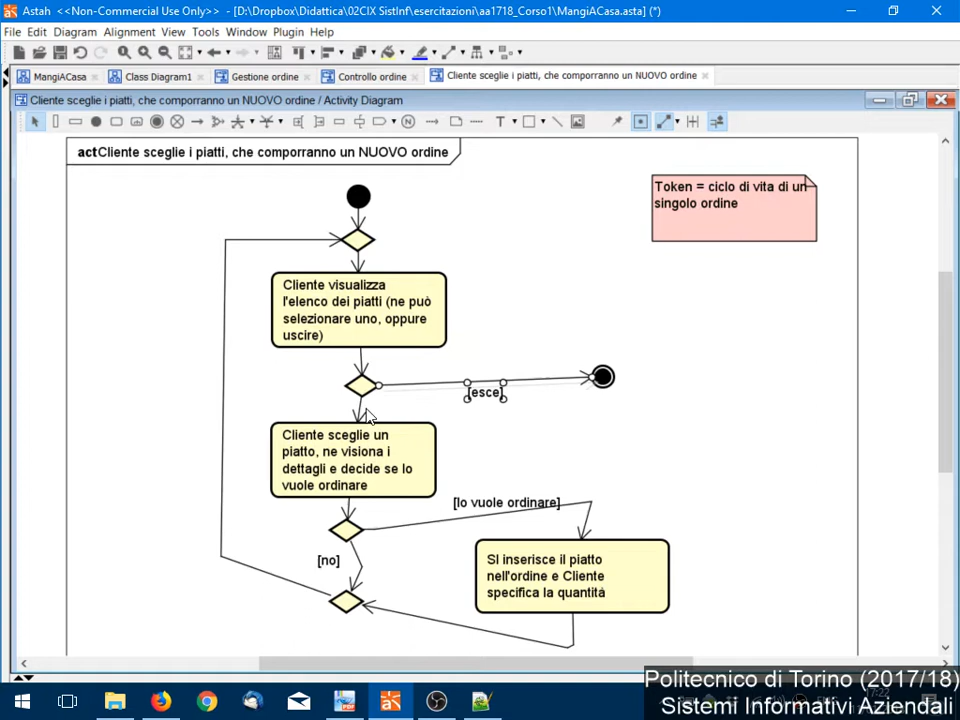 Astah <<Non-Commercial Use Only>> - [D:\Dropbox\Didattica\02CIX SistInf\esercitazioni\aa1718_Corso1\MangiACasa.asta] (*)
File Edit Diagram Alignment View Tools Window Plugin Help
MangiACasa
Class Diagram1
Gestione ordine
Controllo ordine
Cliente sceglie i piatti, che comporranno un NUOVO ordine
Cliente sceglie i piatti, che comporranno un NUOVO ordine / Activity Diagram
actCliente sceglie i piatti, che comporranno un NUOVO ordine
Token = ciclo di vita di un
singolo ordine
Cliente visualizza
l'elenco dei piatti (ne può
selezionare uno, oppure
uscire)
[esce]
Cliente sceglie un
piatto, ne visiona i
dettagli e decide se lo
vuole ordinare
[lo vuole ordinare]
[no]
SI inserisce il piatto
nell'ordine e Cliente
specifica la quantità
Politecnico di Torino (2017/18)
17:22
Sistemi Informativi Aziendali